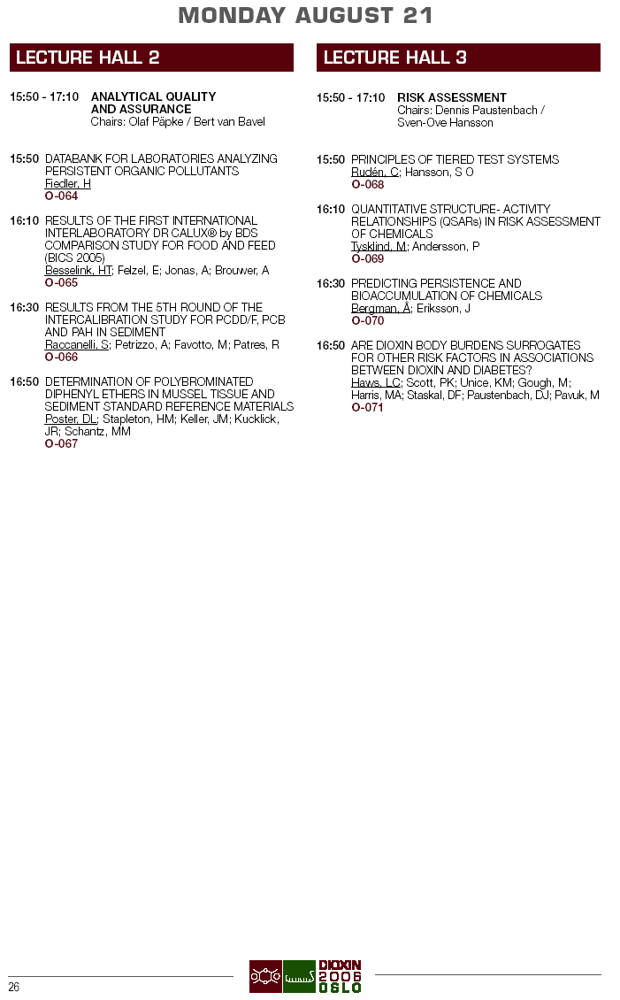 MONDAY AUGUST 21
LECTURE HALL 2
15:50 - 17:10 ANALYTICAL QUALITY
AND ASSURANCE
Chairs: Olaf Päpke / Bert van Bavel
15:50 DATABANK FOR LABORATORIES ANALYZING
PERSISTENT ORGANIC POLLUTANTS
Fiedler, H
O-064
16:10 RESULTS OF THE FIRST INTERNATIONAL
INTERLABORATORY DR CALUX® by BDS
COMPARISON STUDY FOR FOOD AND FEED
(BICS 2005)
Besselink, HT; Felzel, E; Jonas, A; Brouwer, A
O-065
16:30 RESULTS FROM THE 5TH ROUND OF THE
INTERCALIBRATION STUDY FOR PCDD/F, PCB
AND PAH IN SEDIMENT
Raccanelli, S; Petrizzo, A; Favotto, M; Patres, R
O-066
16:50 DETERMINATION OF POLYBROMINATED
DIPHENYL ETHERS IN MUSSEL TISSUE AND
SEDIMENT STANDARD REFERENCE MATERIALS
Poster, DL; Stapleton, HM; Keller, JM; Kucklick,
JR; Schantz, MM
O-067
LECTURE HALL 3
15:50 - 17:10 RISK ASSESSMENT
Chairs: Dennis Paustenbach /
Sven-Ove Hansson
15:50 PRINCIPLES OF TIERED TEST SYSTEMS
Rudén, C; Hansson, S O
O-068
16:10 QUANTITATIVE STRUCTURE- ACTIVITY
RELATIONSHIPS (QSARs) IN RISK ASSESSMENT
OF CHEMICALS
Tysklind, M; Andersson, P
O-069
16:30 PREDICTING PERSISTENCE AND
BIOACCUMULATION OF CHEMICALS
Bergman, Å; Eriksson, J
O-070
16:50 ARE DIOXIN BODY BURDENS SURROGATES
FOR OTHER RISK FACTORS IN ASSOCIATIONS
BETWEEN DIOXIN AND DIABETES?
Haws, LC; Scott, PK; Unice, KM; Gough, M;
Harris, MA; Staskal, DF; Paustenbach, DJ; Pavuk, M
O-071
26
DIOXIN
2006
OSLO